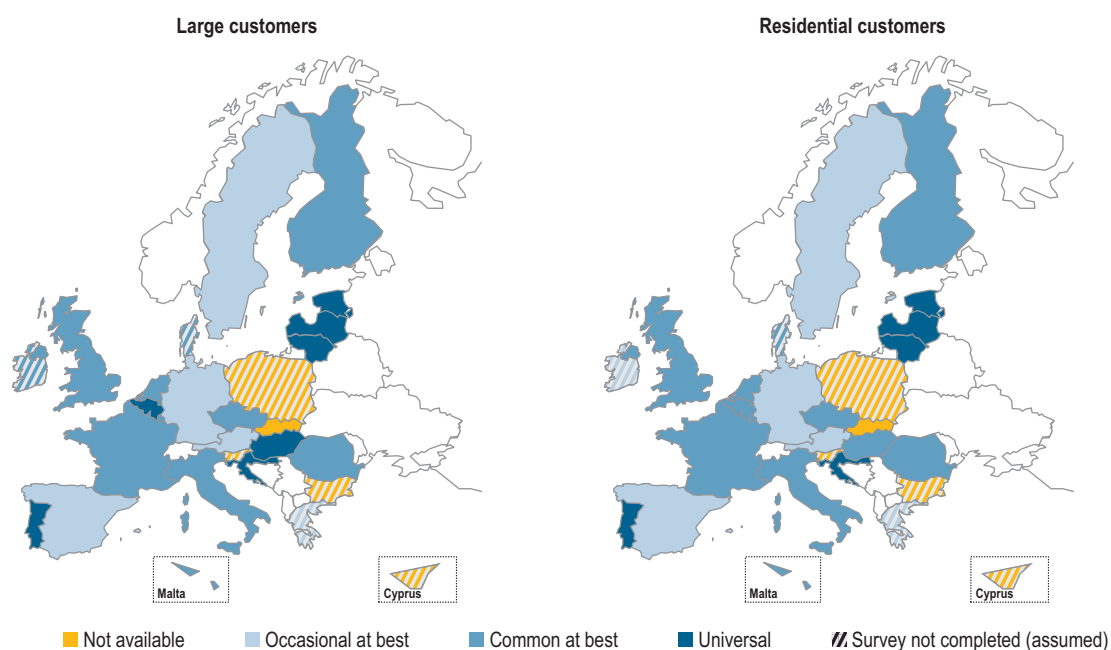 Large customers
Residential customers
Malta
Cyprus
Malta
Cyprus
Not available
Occasional at best
Common at best
Universal
Survey not completed (assumed)